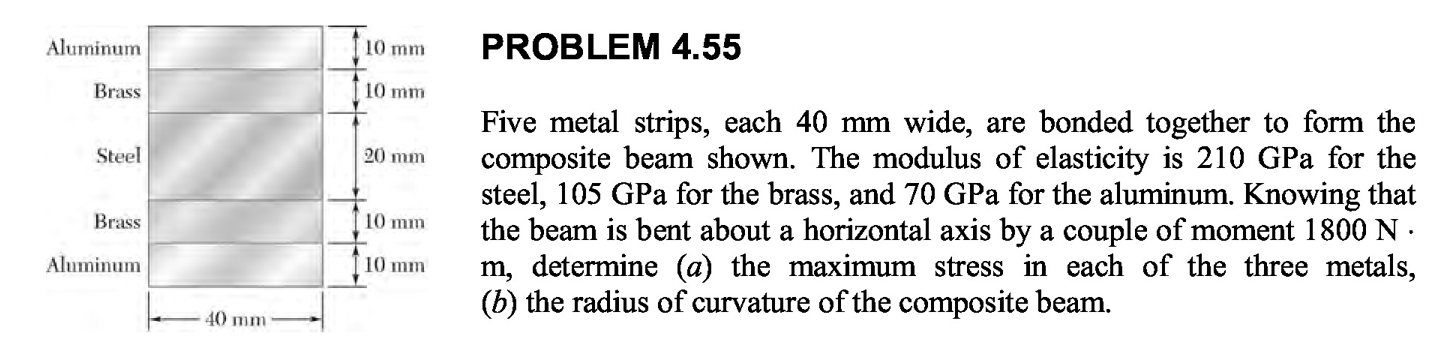 Aluminum
10 mm
Brass
10 mm
Steel
20 mm
Brass
10 mm
Aluminum
10 mm
40 mm
PROBLEM 4.55
Five metal strips, each 40 mm wide, are bonded together to form the
composite beam shown. The modulus of elasticity is 210 GPa for the
steel, 105 GPa for the brass, and 70 GPa for the aluminum. Knowing that
the beam is bent about a horizontal axis by a couple of moment 1800 N ·
m, determine (a) the maximum stress in each of the three metals,
(b) the radius of curvature of the composite beam.